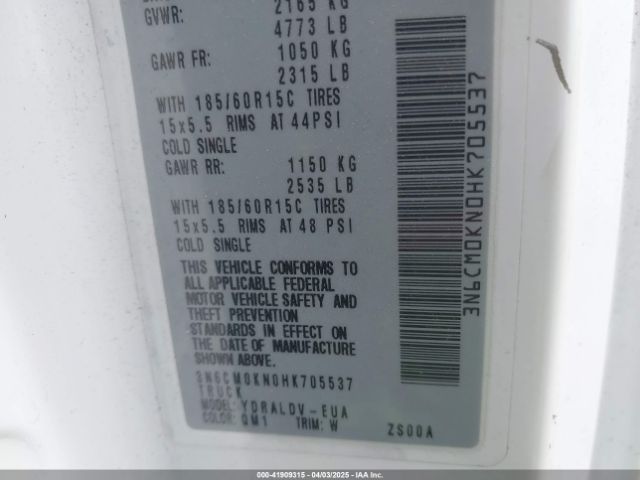 GVWR: 2165 KG
4773 LB
GAWR FR: 1050 KG
2315 LB
WITH 185/60R15C TIRES
15x5.5 RIMS AT 44PSI
COLD SINGLE
GAWR RR: 1150 KG
2535 LB
WITH 185/60R15C TIRES
15x5.5 RIMS AT 48 PSI
COLD SINGLE
THIS VEHICLE CONFORMS TO
ALL APPLICABLE FEDERAL
MOTOR VEHICLE SAFETY AND
THEFT PREVENTION
STANDARDS IN EFFECT ON
THE DATE OF MANUFACTURE
SHOWN ABOVE.
3N6CM0KN0HK705537
TRUCK
MODEL: YDRALDV-EUA
COLOR: QM1 TRIM: W ZS00A
3N6CM0KN0HK705537
000-41909315 - 04/03/2025 - IAAI.com